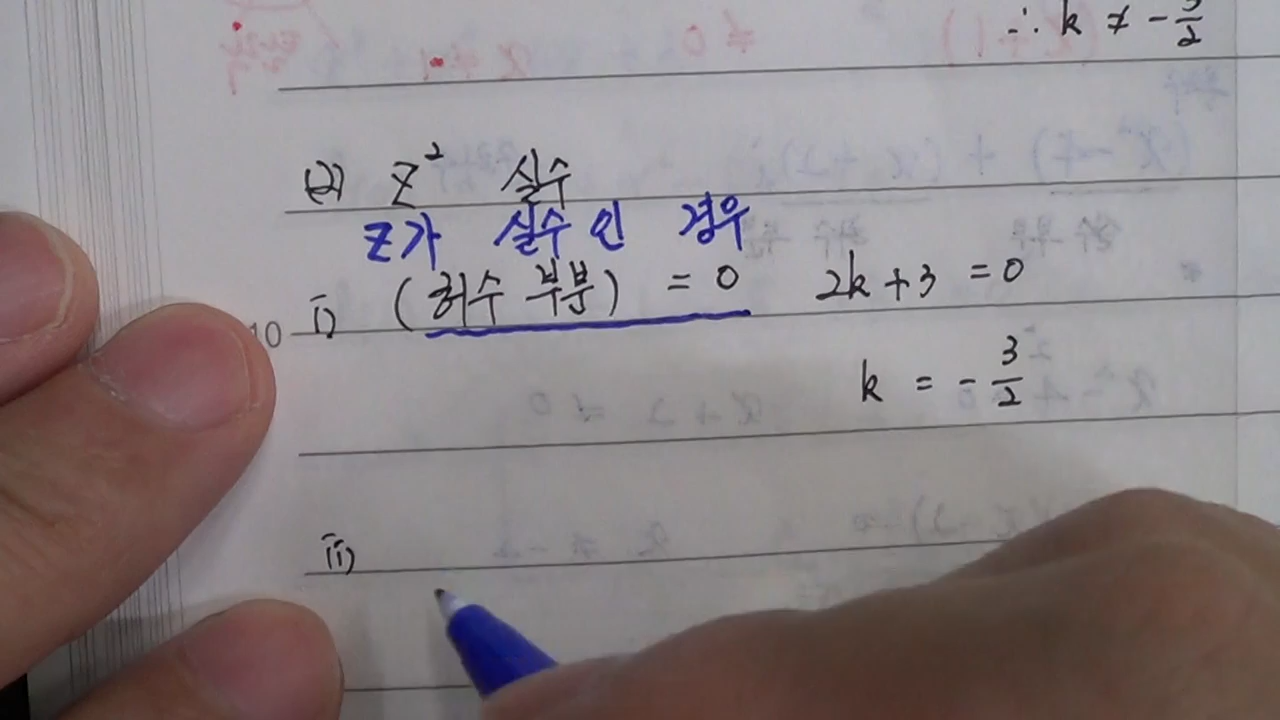 ∴ k ≠ -3/2
(2) z² 실수
z가 실수인 경우
i) (허수 부분) = 0 2k+3 = 0
10
k = - 3/2
ii)